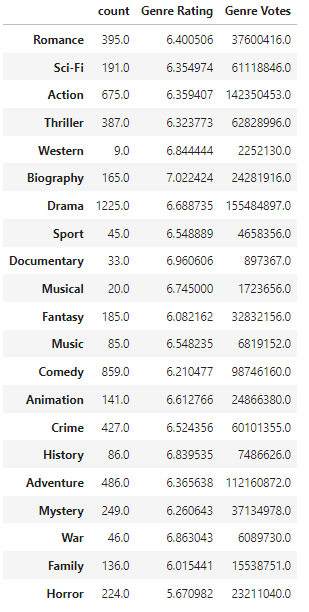 count Genre Rating Genre Votes
Romance 395.0 6.400506 37600416.0
Sci-Fi 191.0 6.354974 61118846.0
Action 675.0 6.359407 142350453.0
Thriller 387.0 6.323773 62828996.0
Western 9.0 6.844444 2252130.0
Biography 165.0 7.022424 24281916.0
Drama 1225.0 6.688735 155484897.0
Sport 45.0 6.548889 4658356.0
Documentary 33.0 6.960606 897367.0
Musical 20.0 6.745000 1723656.0
Fantasy 185.0 6.082162 32832156.0
Music 85.0 6.548235 6819152.0
Comedy 859.0 6.210477 98746160.0
Animation 141.0 6.612766 24866380.0
Crime 427.0 6.524356 60101355.0
History 86.0 6.839535 7486626.0
Adventure 486.0 6.365638 112160872.0
Mystery 249.0 6.260643 37134978.0
War 46.0 6.863043 6089730.0
Family 136.0 6.015441 15538751.0
Horror 224.0 5.670982 23211040.0